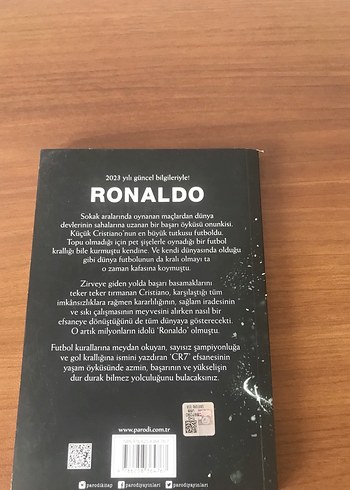 2023 yılı güncel bilgileriyle!
RONALDO
Sokak aralarında oynanan maçlardan dünya
devlerinin sahalarına uzanan bir başarı öyküsü onunkisi.
Küçük Cristiano'nun en büyük tutkusu futboldu.
Topu olmadığı için pet şişelerle oynadığı bir futbol
krallığı bile kurmuştu kendine. Ve kendi dünyasında olduğu
gibi dünya futbolunun da kralı olmayı ta
o zaman kafasına koymuştu.
Zirveye giden yolda başarı basamaklarını
teker teker tırmanan Cristiano, karşılaştığı tüm
imkânsızlıklara rağmen kararlılığının, sağlam iradesinin
ve sıkı çalışmasının meyvesini alırken nasıl bir
efsaneye dönüştüğünü de tüm dünyaya gösterecekti.
O artık milyonların idolü 'Ronaldo' olmuştu.
Futbol kurallarına meydan okuyan, sayısız şampiyonluğa
ve gol krallığına ismini yazdıran 'CR7' efsanesinin
yaşam öyküsünde azmin, başarının ve yükselişin
dur durak bilmez yolculuğunu bulacaksınız.
www.parodi.com.tr
parodikitap
parodiyayinlari
parodiyayinlari